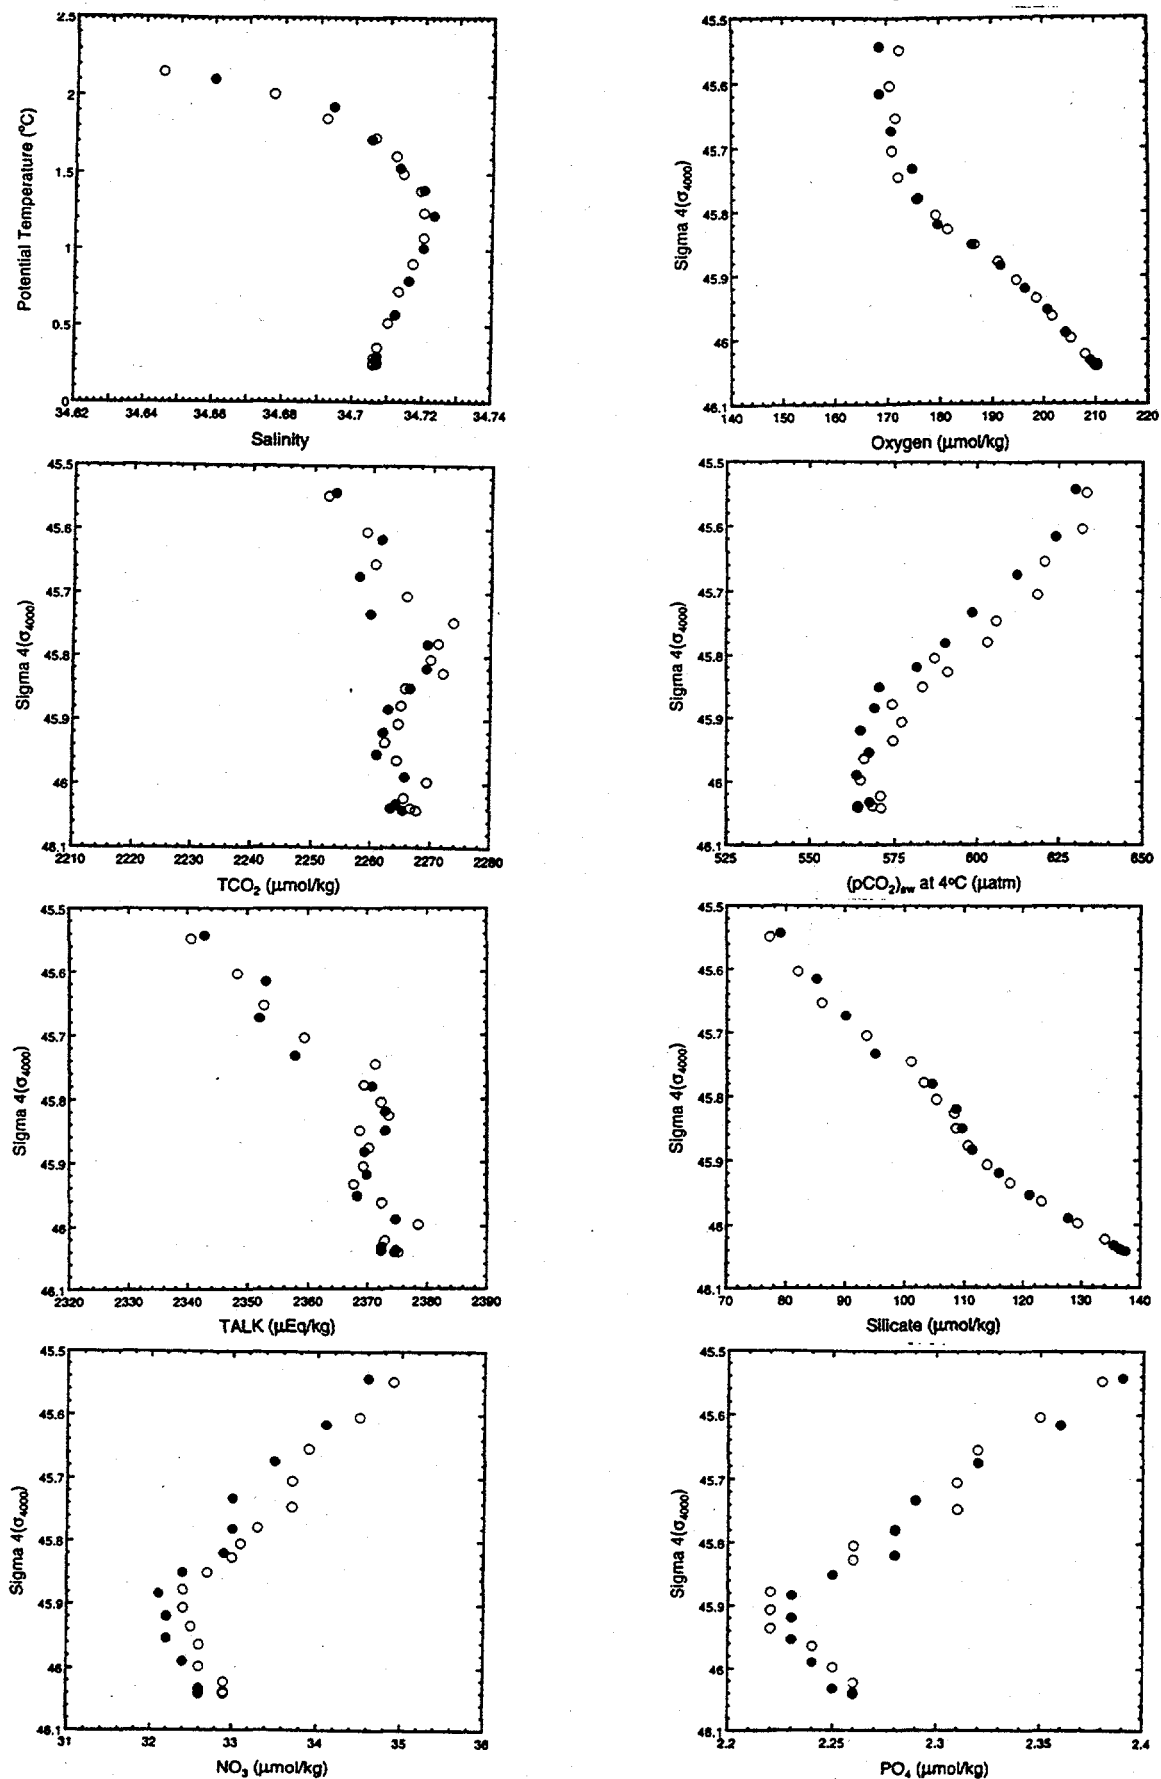 2.5
2
1.5
1
0.5
0
Potential Temperature (°C)
34.62 34.64 34.66 34.68 34.7 34.72 34.74
Salinity
45.5
45.6
45.7
45.8
45.9
46
46.1
Sigma 4(σ4000)
140 150 160 170 180 190 200 210 220
Oxygen (μmol/kg)
45.5
45.6
45.7
45.8
45.9
46
46.1
Sigma 4(σ4000)
2210 2220 2230 2240 2250 2260 2270 2280
TCO2 (μmol/kg)
45.5
45.6
45.7
45.8
45.9
46
46.1
Sigma 4(σ4000)
525 550 575 600 625 650
(pCO2)sw at 4°C (μatm)
45.5
45.6
45.7
45.8
45.9
46
46.1
Sigma 4(σ4000)
2320 2330 2340 2350 2360 2370 2380 2390
TALK (μEq/kg)
45.5
45.6
45.7
45.8
45.9
46
46.1
Sigma 4(σ4000)
70 80 90 100 110 120 130 140
Silicate (μmol/kg)
45.5
45.6
45.7
45.8
45.9
46
46.1
Sigma 4(σ4000)
31 32 33 34 35 36
NO3 (μmol/kg)
45.5
45.6
45.7
45.8
45.9
46
46.1
Sigma 4(σ4000)
2.2 2.25 2.3 2.35 2.4
PO4 (μmol/kg)